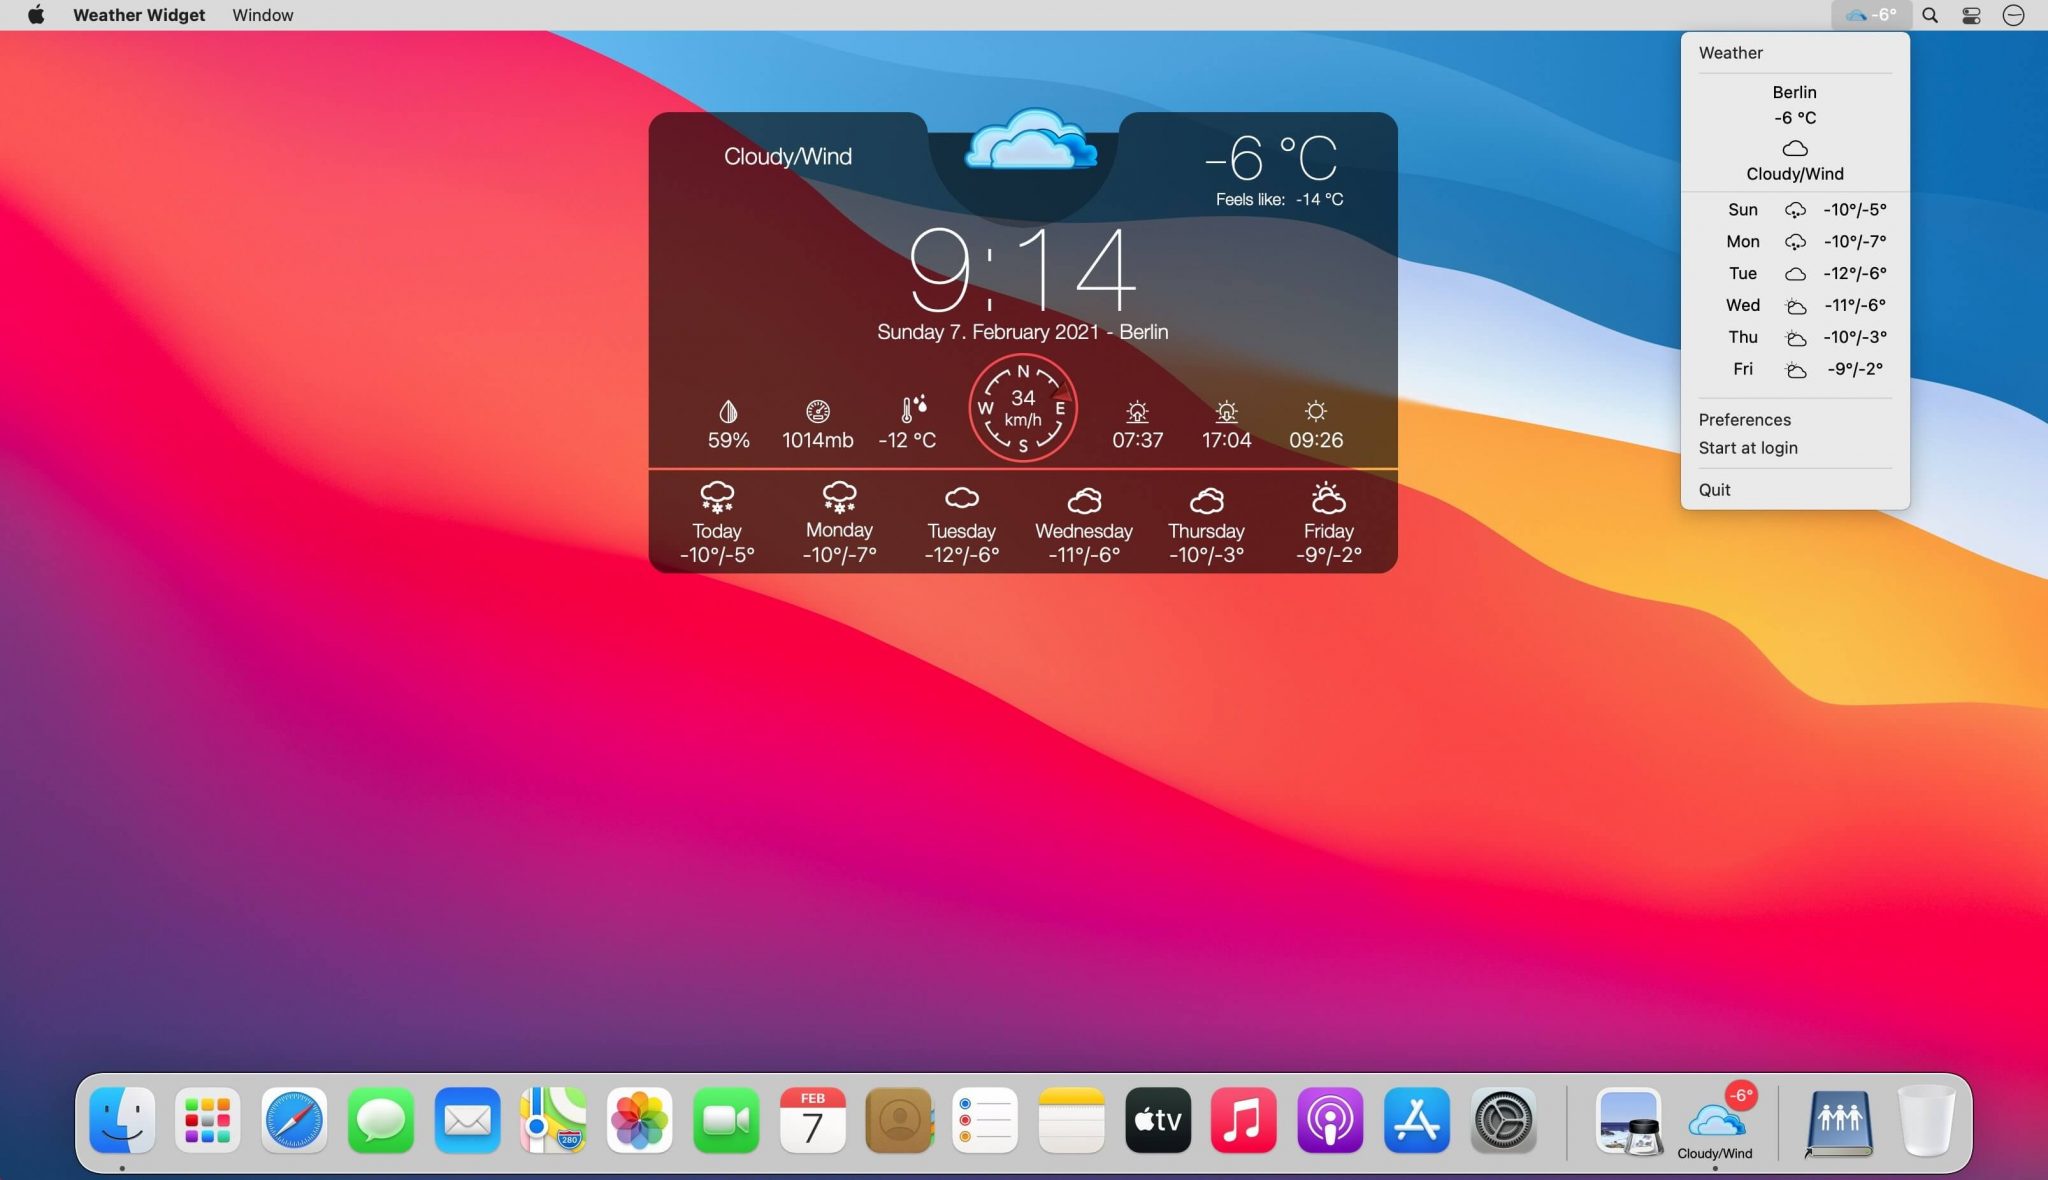 Weather Widget Window -6°
Cloudy/Wind
-6 °C
Feels like: -14 °C
9:14
Sunday 7. February 2021 - Berlin
N
W 34 E
km/h
S
59% 1014mb -12 °C 07:37 17:04 09:26
Today Monday Tuesday Wednesday Thursday Friday
-10°/-5° -10°/-7° -12°/-6° -11°/-6° -10°/-3° -9°/-2°
Weather
Berlin
-6 °C
Cloudy/Wind
Sun -10°/-5°
Mon -10°/-7°
Tue -12°/-6°
Wed -11°/-6°
Thu -10°/-3°
Fri -9°/-2°
Preferences
Start at login
Quit
FEB
7
280
tv
-6°
Cloudy/Wind